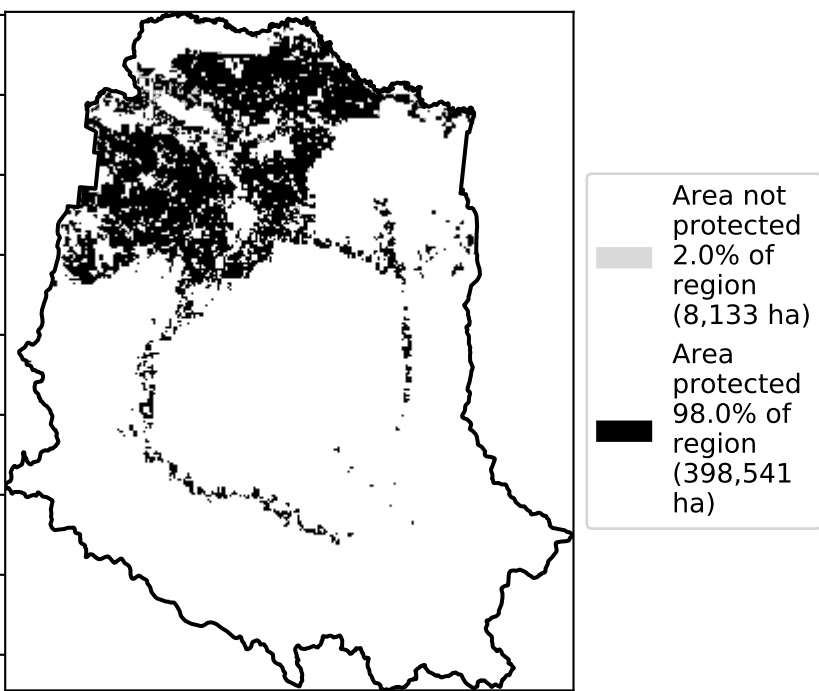 Area not
protected
2.0% of
region
(8,133 ha)
Area
protected
98.0% of
region
(398,541
ha)